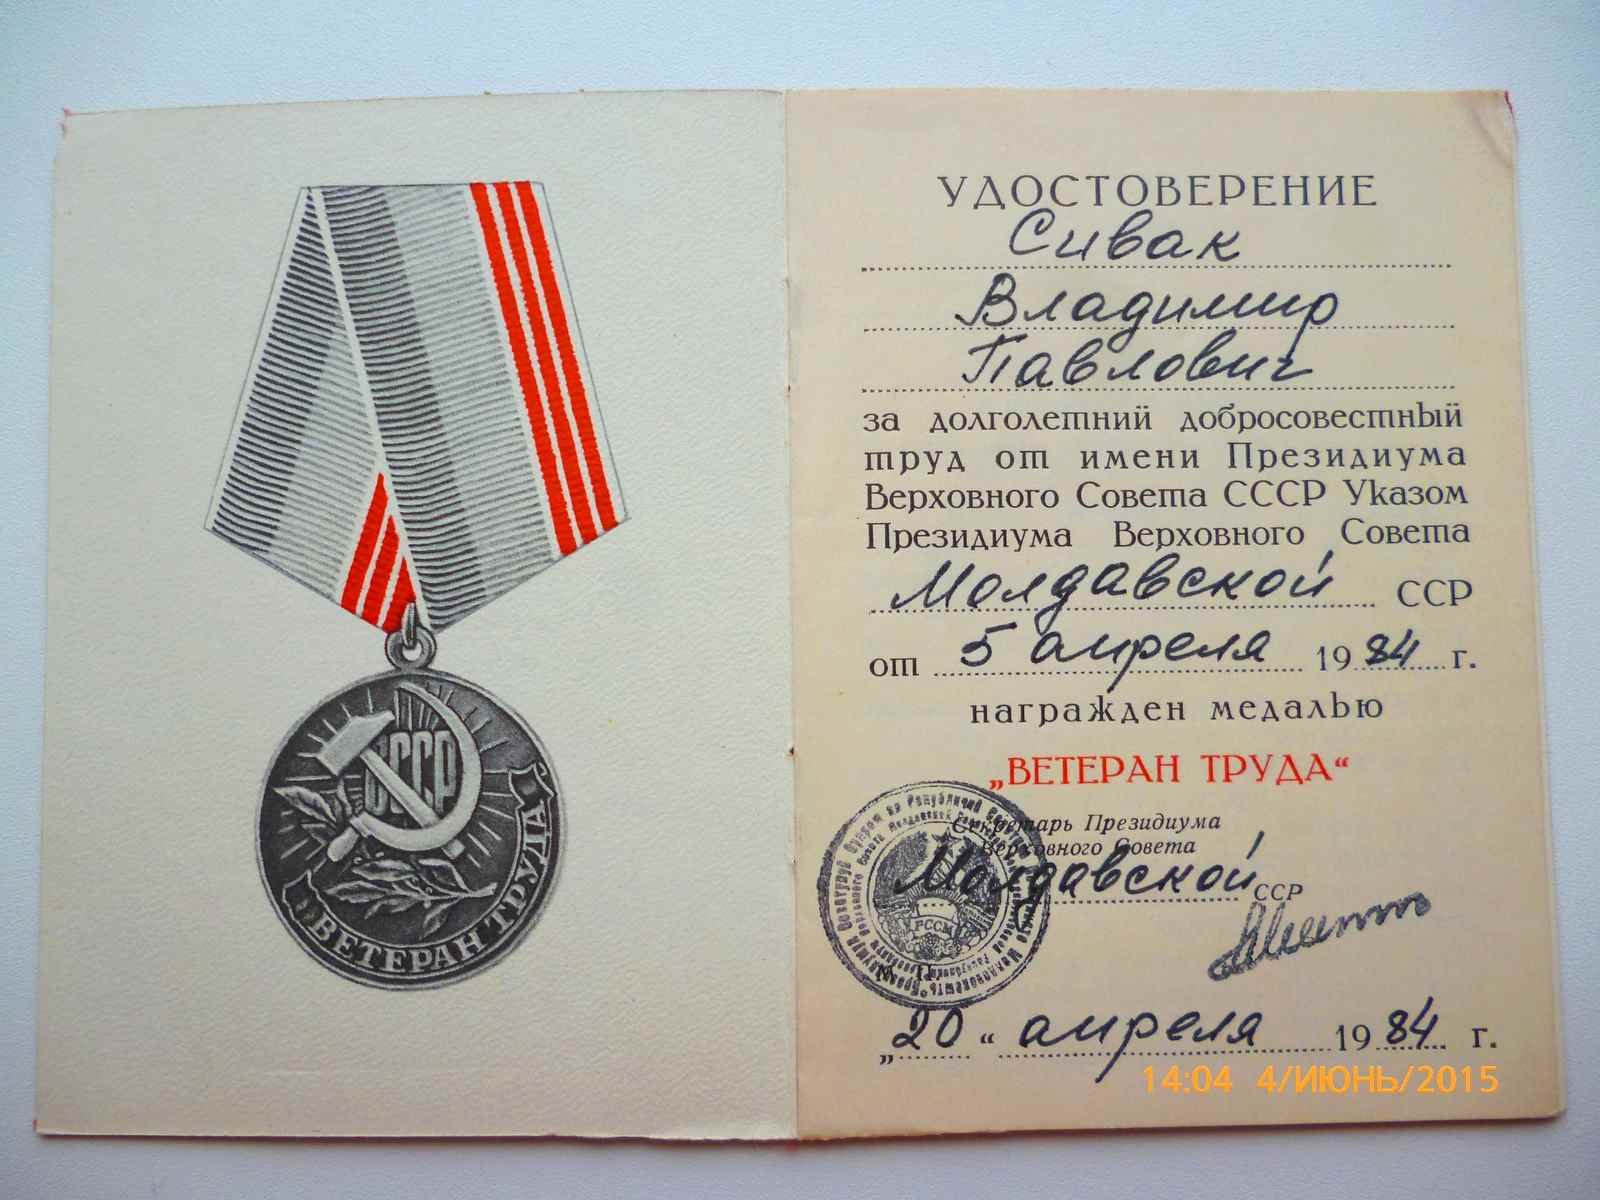 СССР
ВЕТЕРАН ТРУДА
УДОСТОВЕРЕНИЕ
Сивак
Владимир
Павлович
за долголетний добросовестный
труд от имени Президиума
Верховного Совета СССР Указом
Президиума Верховного Совета
Молдавской ССР
от 5 апреля 1984 г.
награжден медалью
„ВЕТЕРАН ТРУДА“
Секретарь Президиума
Верховного Совета
Молдавской ССР
РССМ
М. П.
„20“ апреля 1984 г.
14:04 4/ИЮНЬ/2015